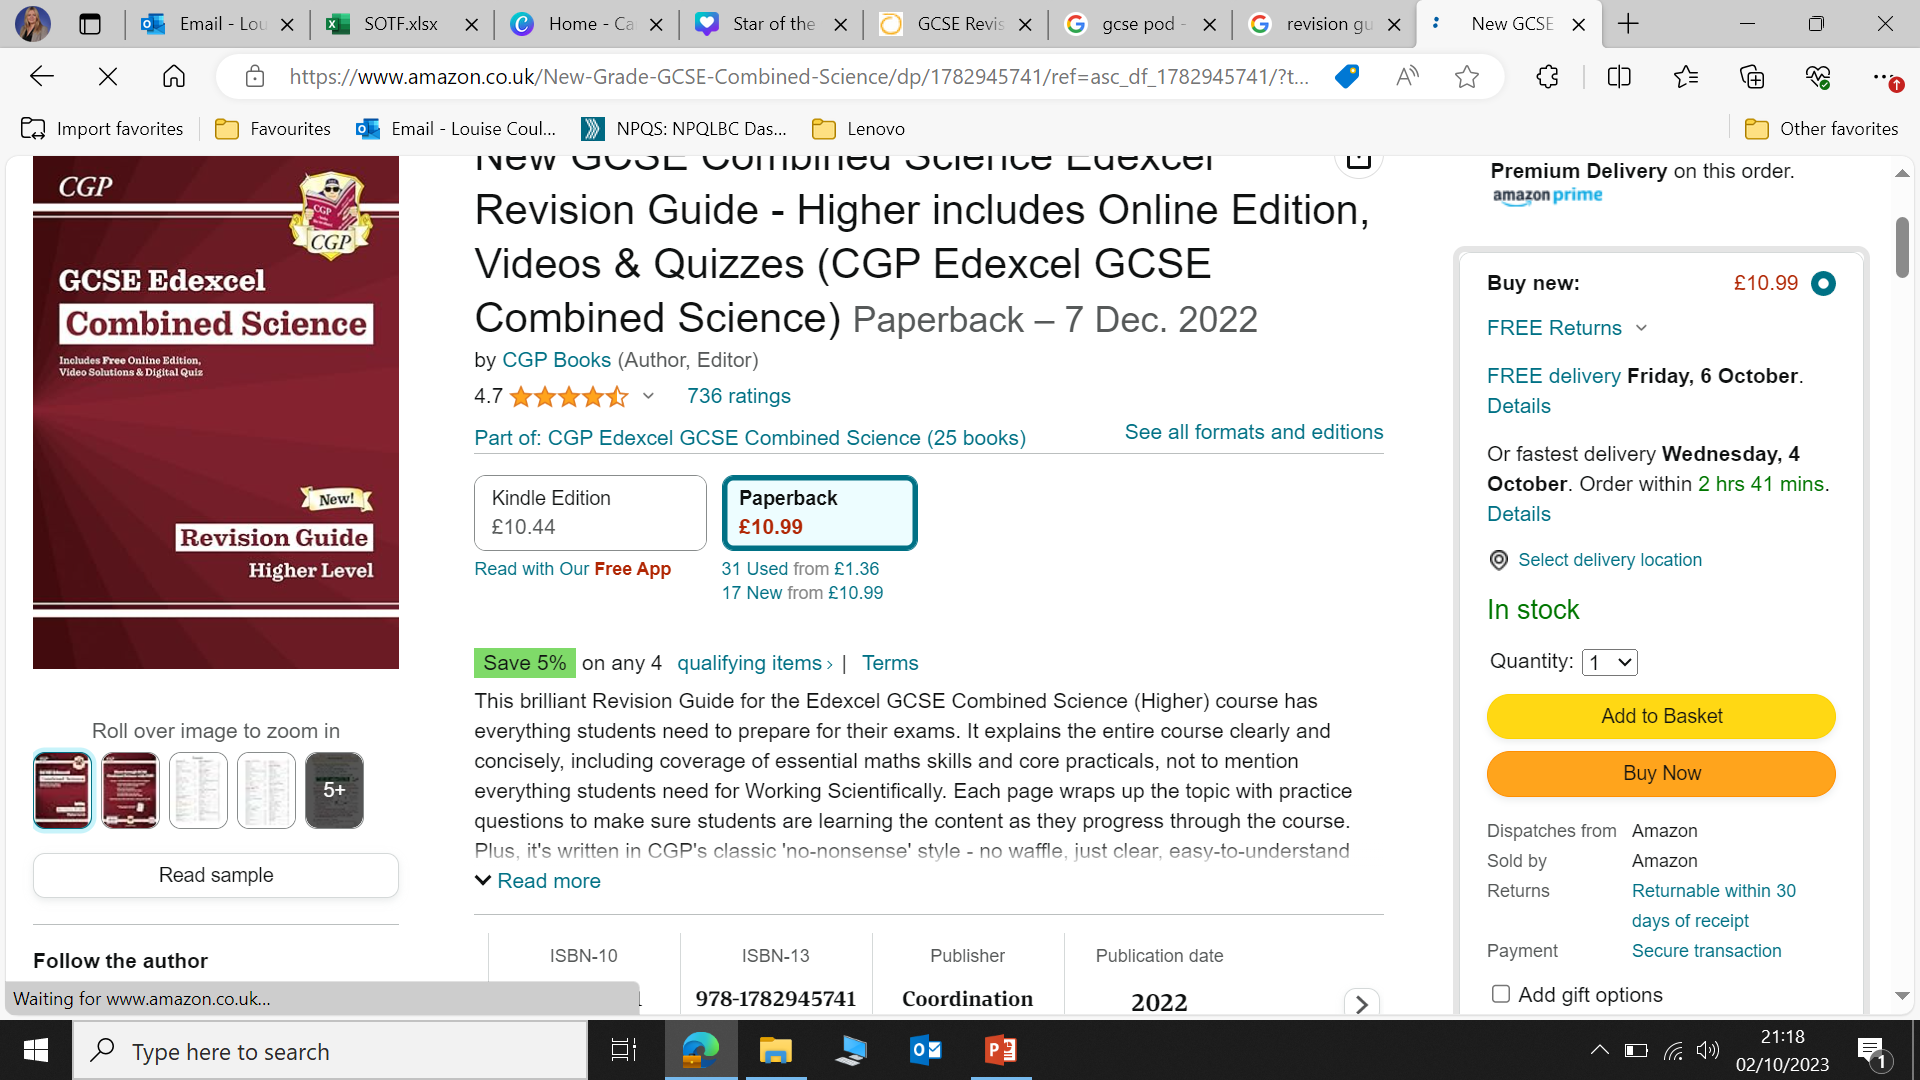 Email - Lou
SOTF.xlsx
Home - Ca
Star of the
GCSE Revis
gcse pod -
revision gu
New GCSE
https://www.amazon.co.uk/New-Grade-GCSE-Combined-Science/dp/1782945741/ref=asc_df_1782945741/?t...
Import favorites
Favourites
Email - Louise Coul...
NPQS: NPQLBC Das...
Lenovo
Other favorites
CGP
CGP
CGP
GCSE Edexcel
Combined Science
Includes Free Online Edition,
Video Solutions & Digital Quiz
New!
Revision Guide
Higher Level
Roll over image to zoom in
5+
Read sample
Follow the author
New GCSE Combined Science Edexcel
Revision Guide - Higher includes Online Edition,
Videos & Quizzes (CGP Edexcel GCSE
Combined Science) Paperback – 7 Dec. 2022
by CGP Books (Author, Editor)
4.7 736 ratings
Part of: CGP Edexcel GCSE Combined Science (25 books)
See all formats and editions
Kindle Edition
£10.44
Read with Our Free App
Paperback
£10.99
31 Used from £1.36
17 New from £10.99
Save 5% on any 4 qualifying items › | Terms
This brilliant Revision Guide for the Edexcel GCSE Combined Science (Higher) course has
everything students need to prepare for their exams. It explains the entire course clearly and
concisely, including coverage of essential maths skills and core practicals, not to mention
everything students need for Working Scientifically. Each page wraps up the topic with practice
questions to make sure students are learning the content as they progress through the course.
Plus, it's written in CGP's classic 'no-nonsense' style - no waffle, just clear, easy-to-understand
Read more
ISBN-10
ISBN-13
978-1782945741
Publisher
Coordination
Publication date
2022
Premium Delivery on this order.
amazon prime
Buy new: £10.99
FREE Returns
FREE delivery Friday, 6 October.
Details
Or fastest delivery Wednesday, 4
October. Order within 2 hrs 41 mins.
Details
Select delivery location
In stock
Quantity: 1
Add to Basket
Buy Now
Dispatches from Amazon
Sold by Amazon
Returns Returnable within 30
days of receipt
Payment Secure transaction
Add gift options
Waiting for www.amazon.co.uk...
Type here to search
21:18
02/10/2023
1